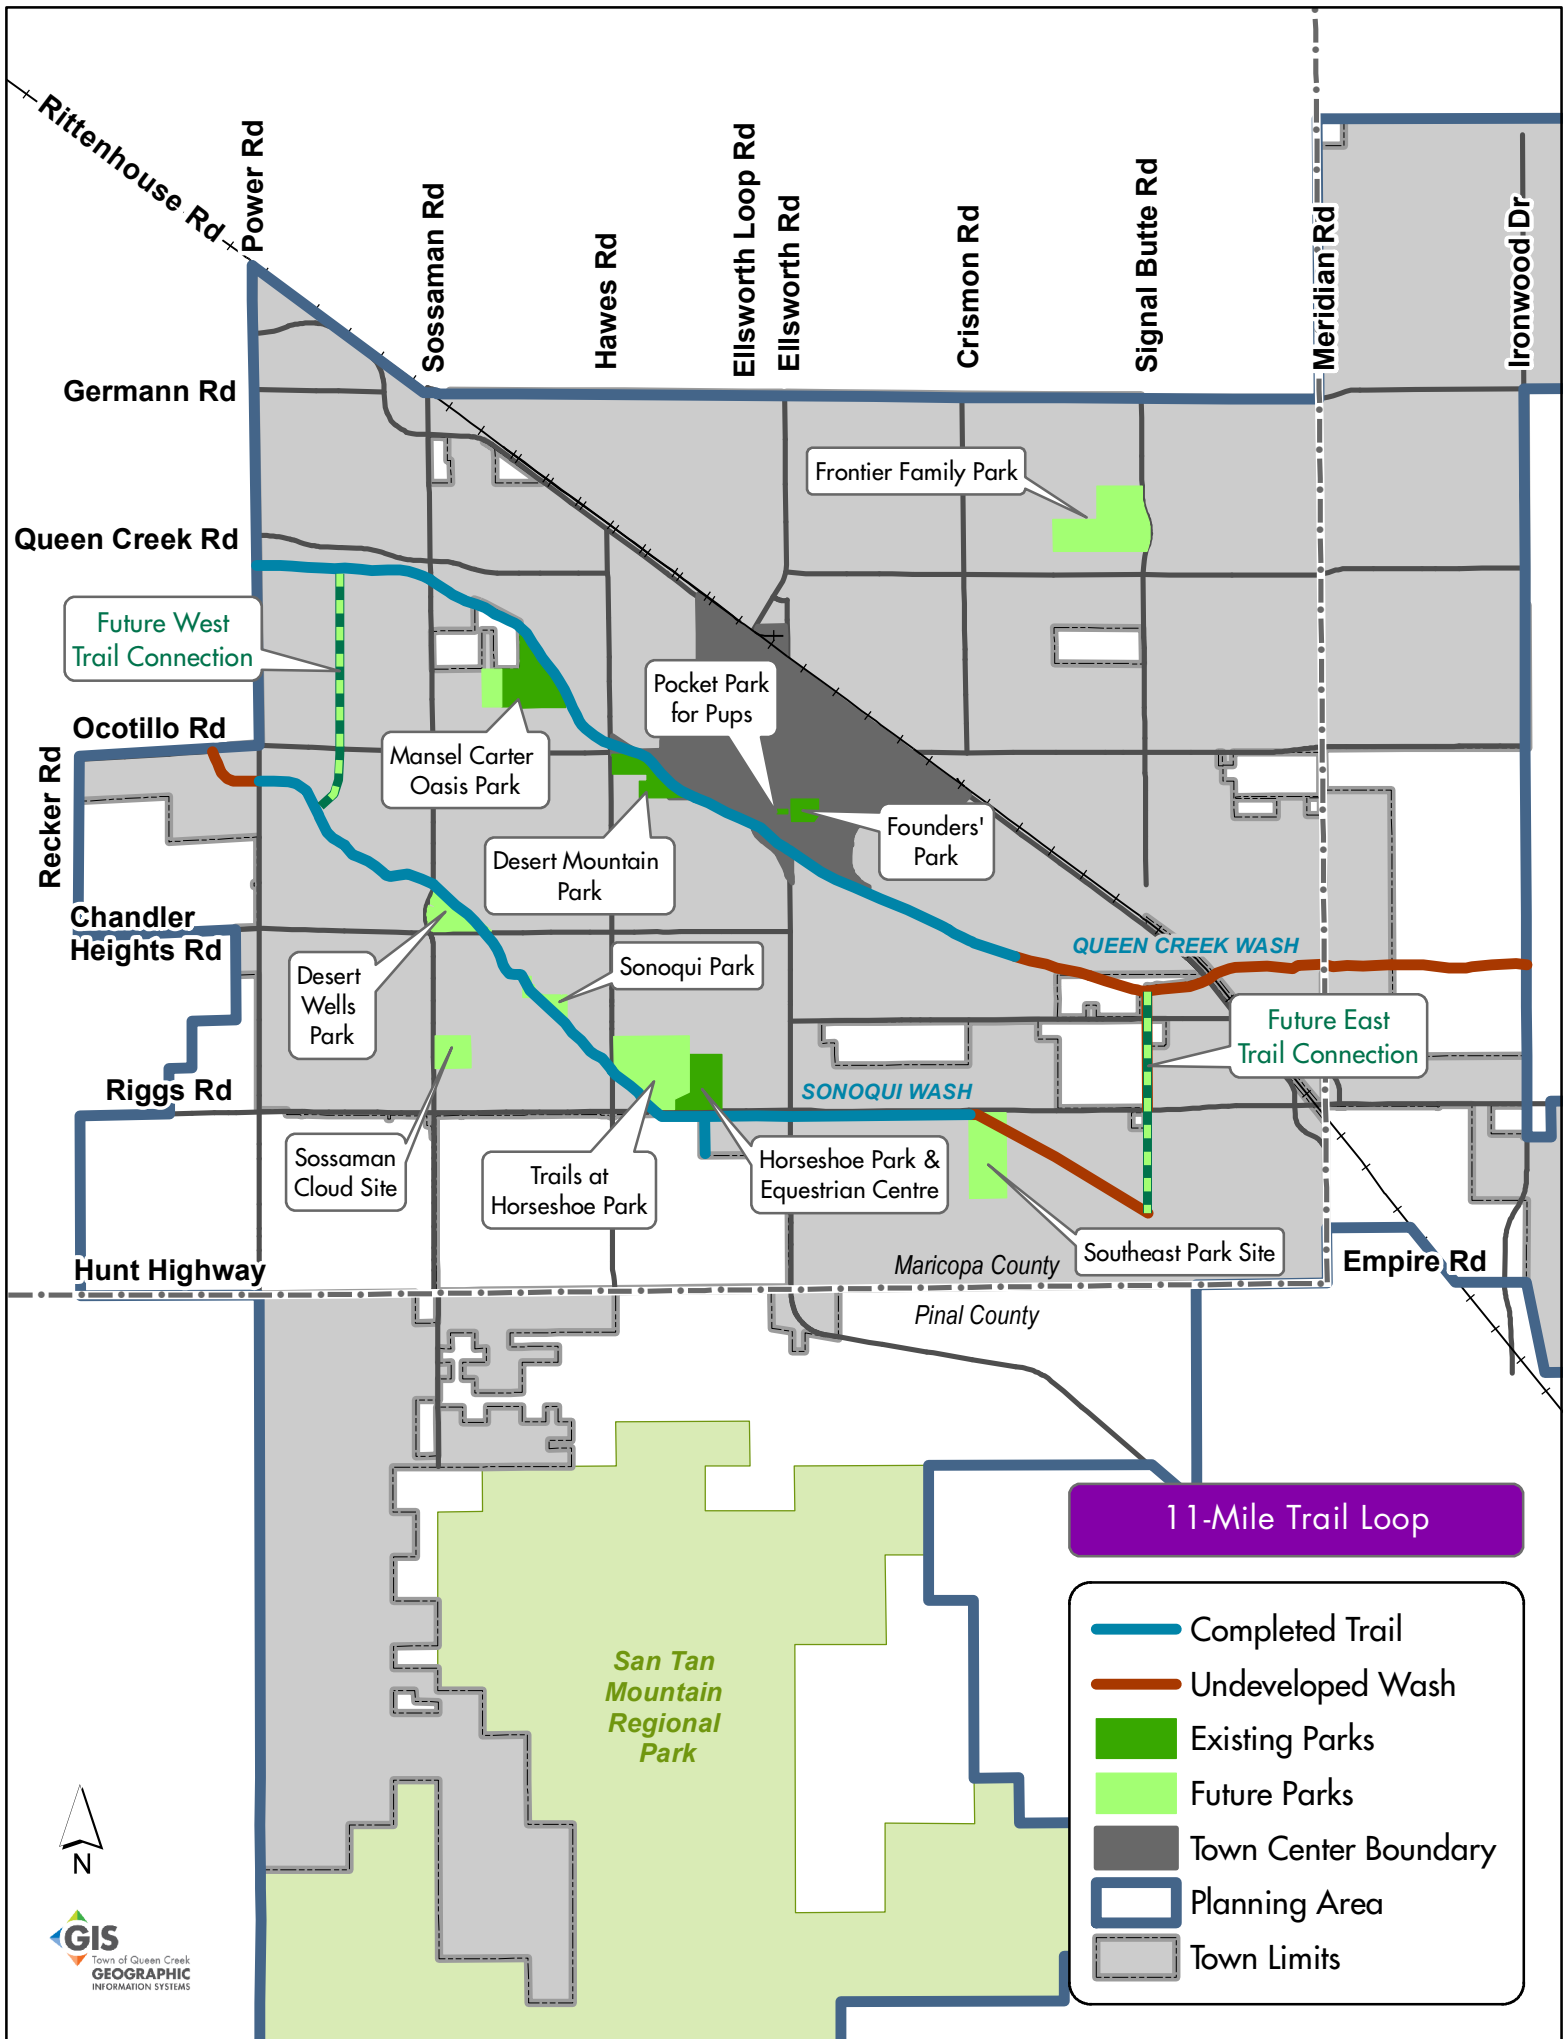 Rittenhouse Rd
Power Rd
Sossaman Rd
Hawes Rd
Ellsworth Loop Rd
Ellsworth Rd
Crismon Rd
Signal Butte Rd
Meridian Rd
Ironwood Dr
Germann Rd
Frontier Family Park
Queen Creek Rd
Future West
Trail Connection
Pocket Park
for Pups
Ocotillo Rd
Recker Rd
Mansel Carter
Oasis Park
Founders'
Park
Desert Mountain
Park
Chandler
Heights Rd
QUEEN CREEK WASH
Sonoqui Park
Desert
Wells
Park
Future East
Trail Connection
Riggs Rd
SONOQUI WASH
Sossaman
Cloud Site
Trails at
Horseshoe Park
Horseshoe Park &
Equestrian Centre
Southeast Park Site
Hunt Highway
Maricopa County
Empire Rd
Pinal County
11-Mile Trail Loop
Completed Trail
Undeveloped Wash
Existing Parks
Future Parks
Town Center Boundary
Planning Area
Town Limits
San Tan
Mountain
Regional
Park
N
GIS
Town of Queen Creek
GEOGRAPHIC
INFORMATION SYSTEMS